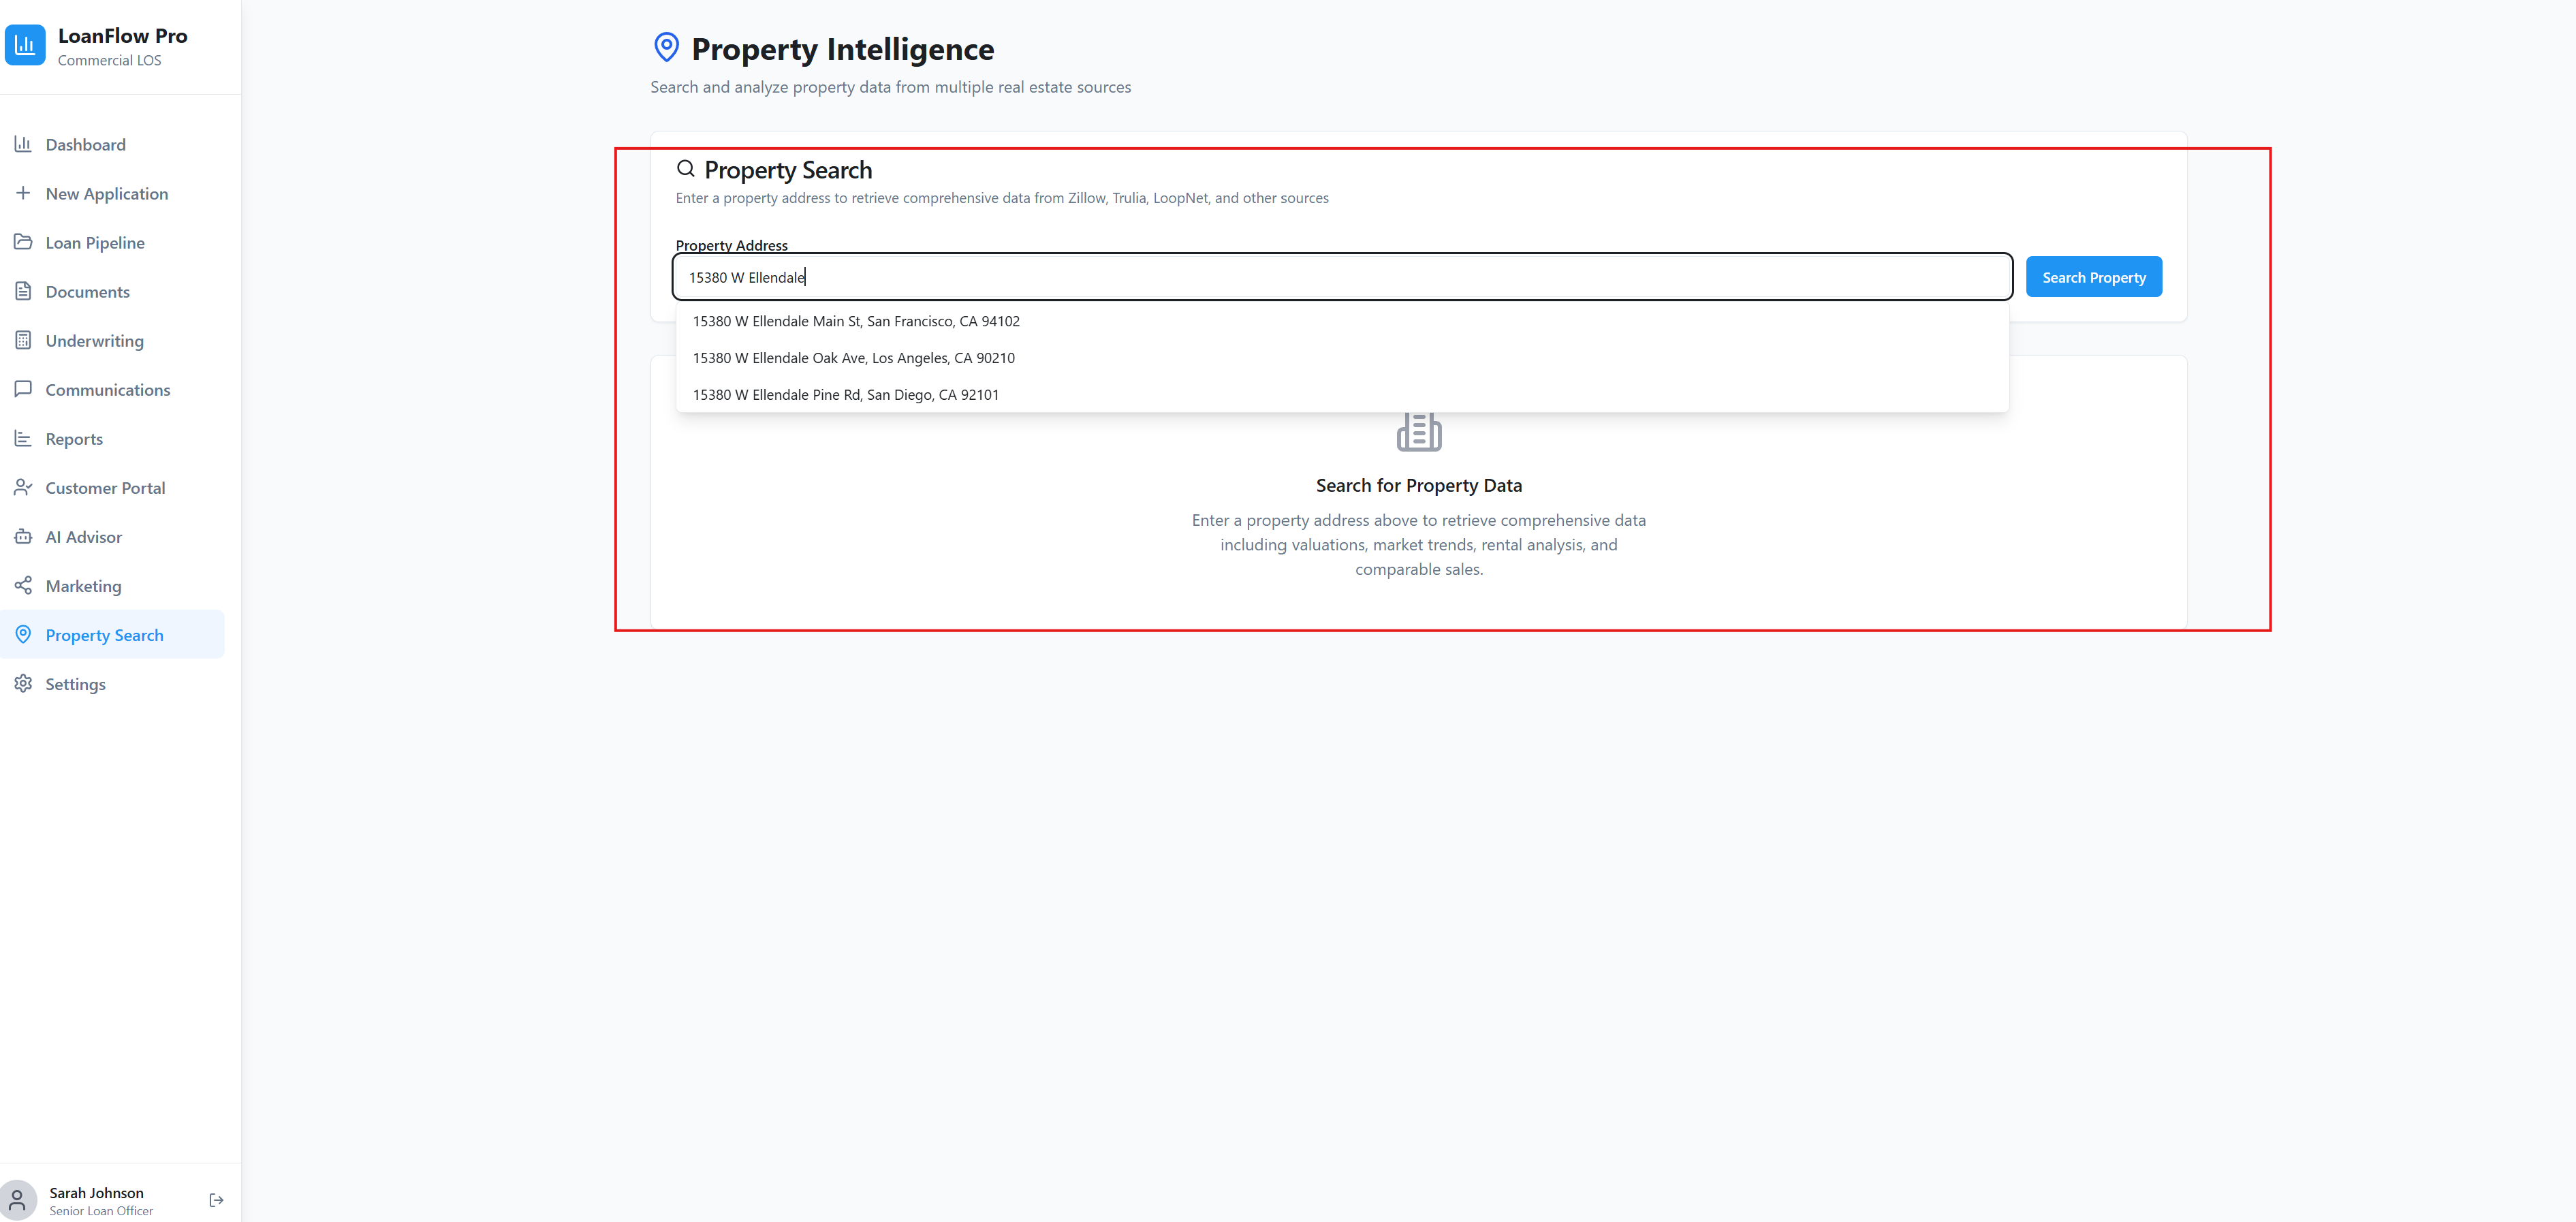 LoanFlow Pro
Commercial LOS
Dashboard
New Application
Loan Pipeline
Documents
Underwriting
Communications
Reports
Customer Portal
AI Advisor
Marketing
Property Search
Settings
Sarah Johnson
Senior Loan Officer
Property Intelligence
Search and analyze property data from multiple real estate sources
Property Search
Enter a property address to retrieve comprehensive data from Zillow, Trulia, LoopNet, and other sources
Property Address
15380 W Ellendale
Search Property
15380 W Ellendale Main St, San Francisco, CA 94102
15380 W Ellendale Oak Ave, Los Angeles, CA 90210
15380 W Ellendale Pine Rd, San Diego, CA 92101
Search for Property Data
Enter a property address above to retrieve comprehensive data
including valuations, market trends, rental analysis, and
comparable sales.